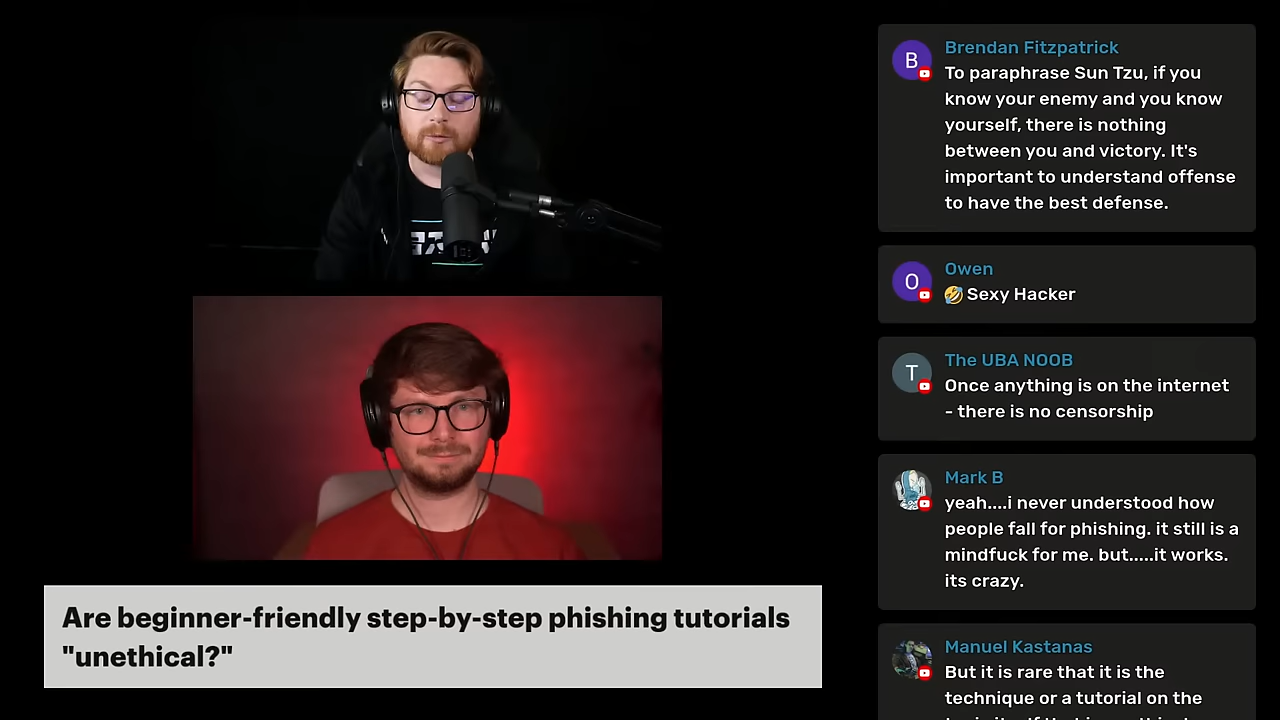 Are beginner-friendly step-by-step phishing tutorials
"unethical?"
B
Brendan Fitzpatrick
To paraphrase Sun Tzu, if you
know your enemy and you know
yourself, there is nothing
between you and victory. It's
important to understand offense
to have the best defense.
O
Owen
🤣 Sexy Hacker
T
The UBA NOOB
Once anything is on the internet
- there is no censorship
Mark B
yeah....i never understood how
people fall for phishing. it still is a
mindfuck for me. but.....it works.
its crazy.
Manuel Kastanas
But it is rare that it is the
technique or a tutorial on the